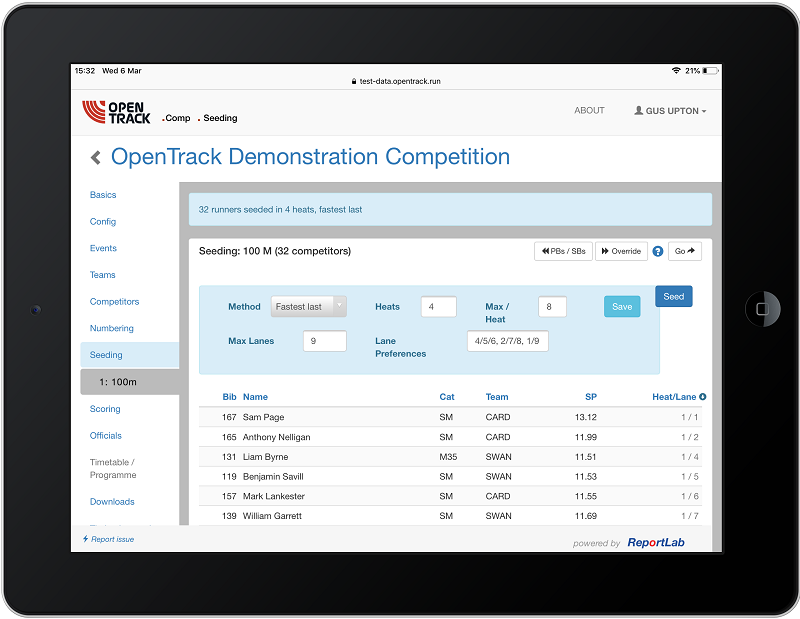 15:32 Wed 6 Mar
21%
test-data.opentrack.run
OPEN
TRACK
.Comp . Seeding
ABOUT
GUS UPTON
OpenTrack Demonstration Competition
Basics
Config
Events
Teams
Competitors
Numbering
Seeding
1: 100m
Scoring
Officials
Timetable /
Programme
Downloads
Report issue
32 runners seeded in 4 heats, fastest last
Seeding: 100 M (32 competitors)
PBs / SBs
Override
?
Go
Method Fastest last Heats 4 Max / Heat 8 Save Seed
Max Lanes 9 Lane Preferences 4/5/6, 2/7/8, 1/9
Bib Name Cat Team SP Heat/Lane
167 Sam Page SM CARD 13.12 1 / 1
165 Anthony Nelligan SM CARD 11.99 1 / 2
131 Liam Byrne M35 SWAN 11.51 1 / 4
119 Benjamin Savill SM SWAN 11.53 1 / 5
157 Mark Lankester SM CARD 11.55 1 / 6
139 William Garrett SM SWAN 11.69 1 / 7
powered by ReportLab